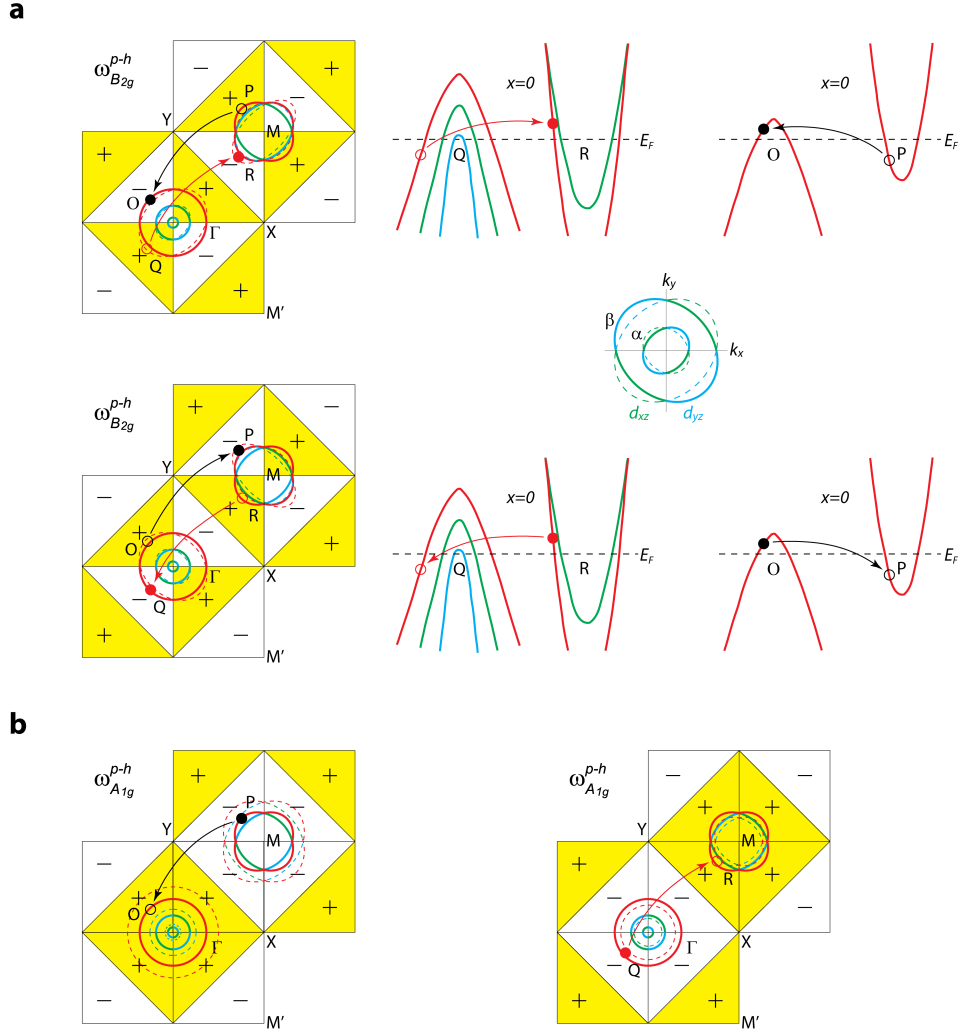 a
ω p-h B2g
− +
+ P −
Y M
+ − R +
− + O −
Γ X
+ Q −
− + M′
x=0
E_F
Q R
x=0
E_F
O P
k_y
β α k_x
d_xz d_yz
ω p-h B2g
+ −
− P +
Y M
− + R −
+ − O +
Γ X
− Q +
+ − M′
x=0
E_F
Q R
x=0
E_F
O P
b
ω p-h A1g
+ +
− P −
Y M
− − − +
O + +
Γ X
+ +
− − M′
ω p-h A1g
− −
+ +
Y M
+ + + −
R
− −
Γ X
− Q −
+ + M′